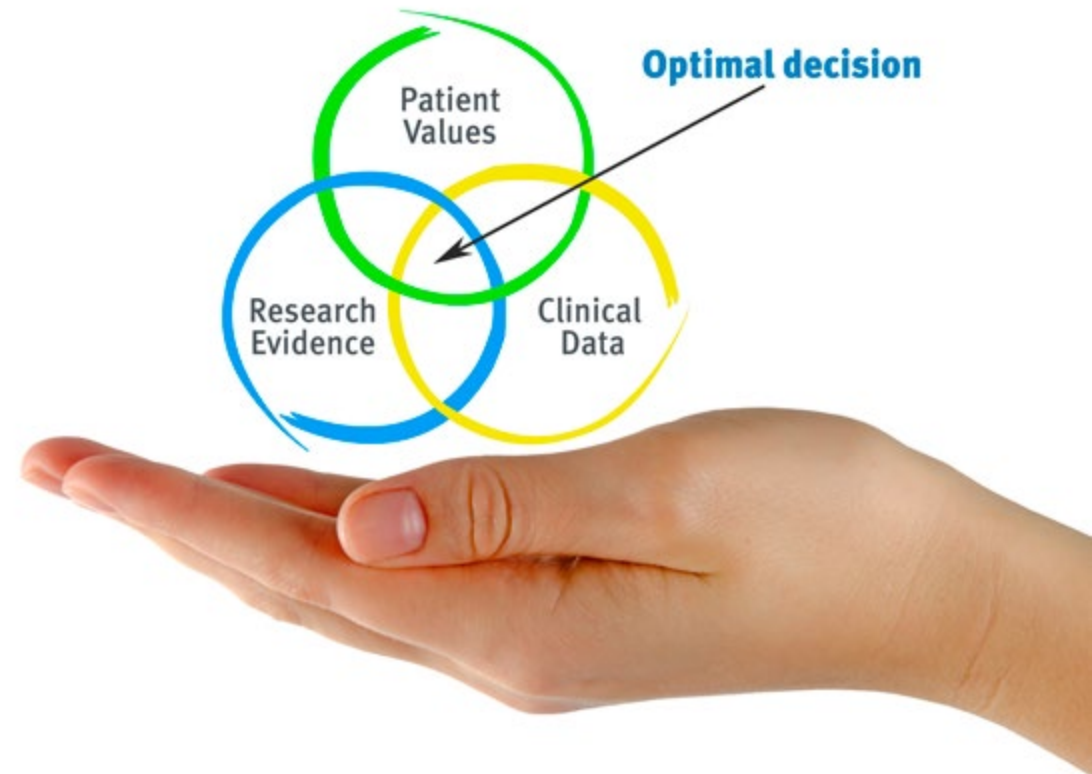 Optimal decision
Patient
Values
Research
Evidence
Clinical
Data